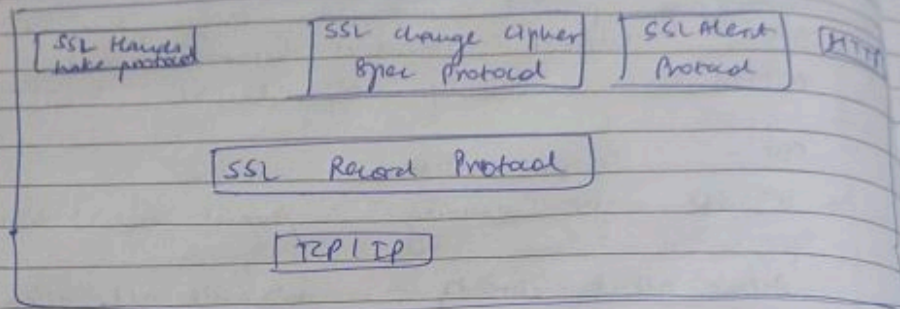 SSL Handshake protocol
SSL change cipher
Spec Protocol
SSL Alert
Protocol
HTTP
SSL Record Protocol
TCP/IP